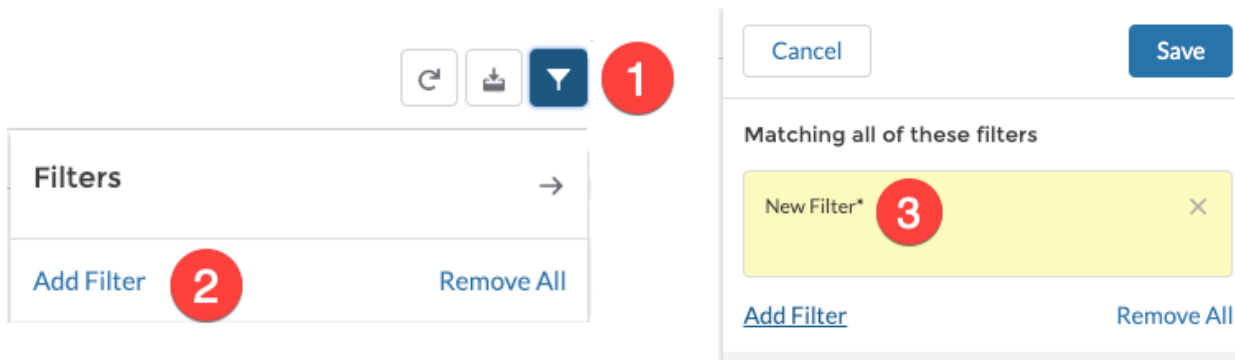 1
Filters
Add Filter 2 Remove All
Cancel Save
Matching all of these filters
New Filter* 3
Add Filter Remove All